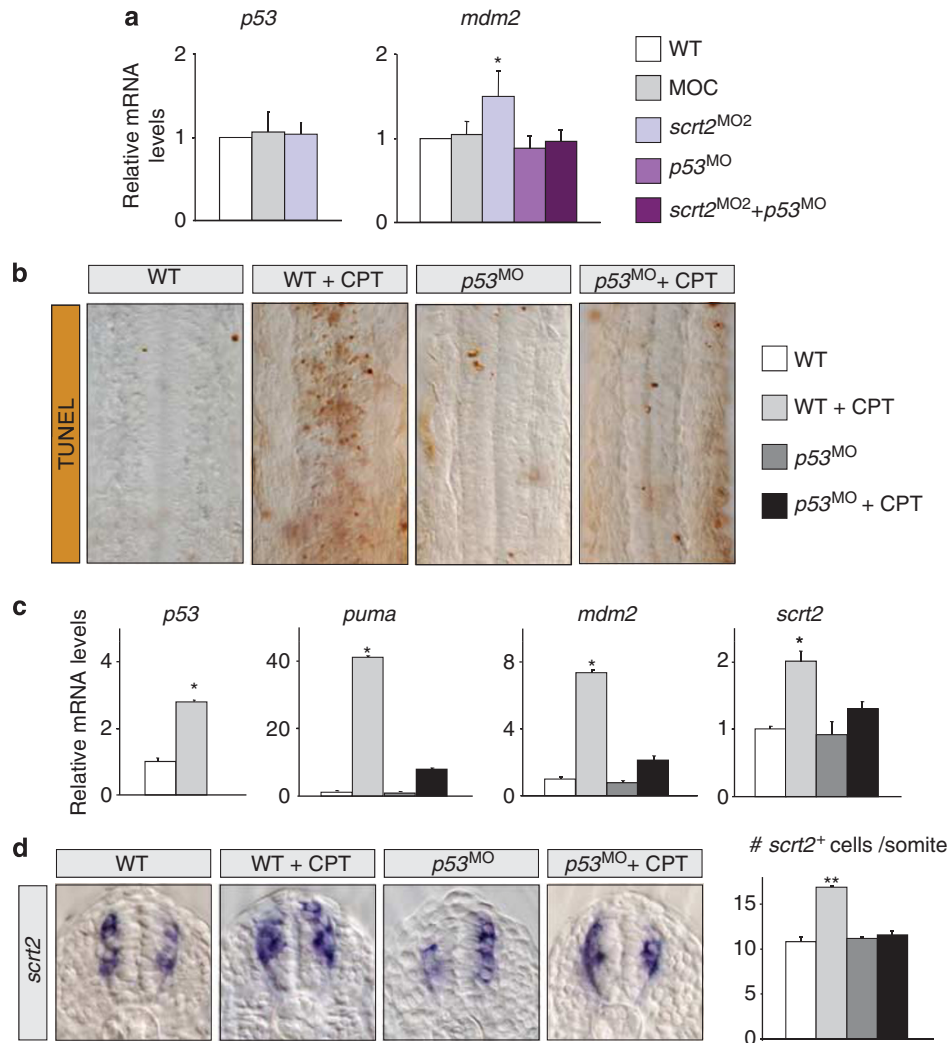 a
p53
mdm2
Relative mRNA
levels
2
1
0
2
1
0
*
WT
MOC
scrt2MO2
p53MO
scrt2MO2+p53MO
b
WT
WT + CPT
p53MO
p53MO+ CPT
TUNEL
WT
WT + CPT
p53MO
p53MO + CPT
c
p53
puma
mdm2
scrt2
Relative mRNA levels
4
2
0
*
40
20
0
*
8
4
0
*
2
1
0
*
d
WT
WT + CPT
p53MO
p53MO+ CPT
# scrt2+ cells /somite
scrt2
15
10
5
0
**